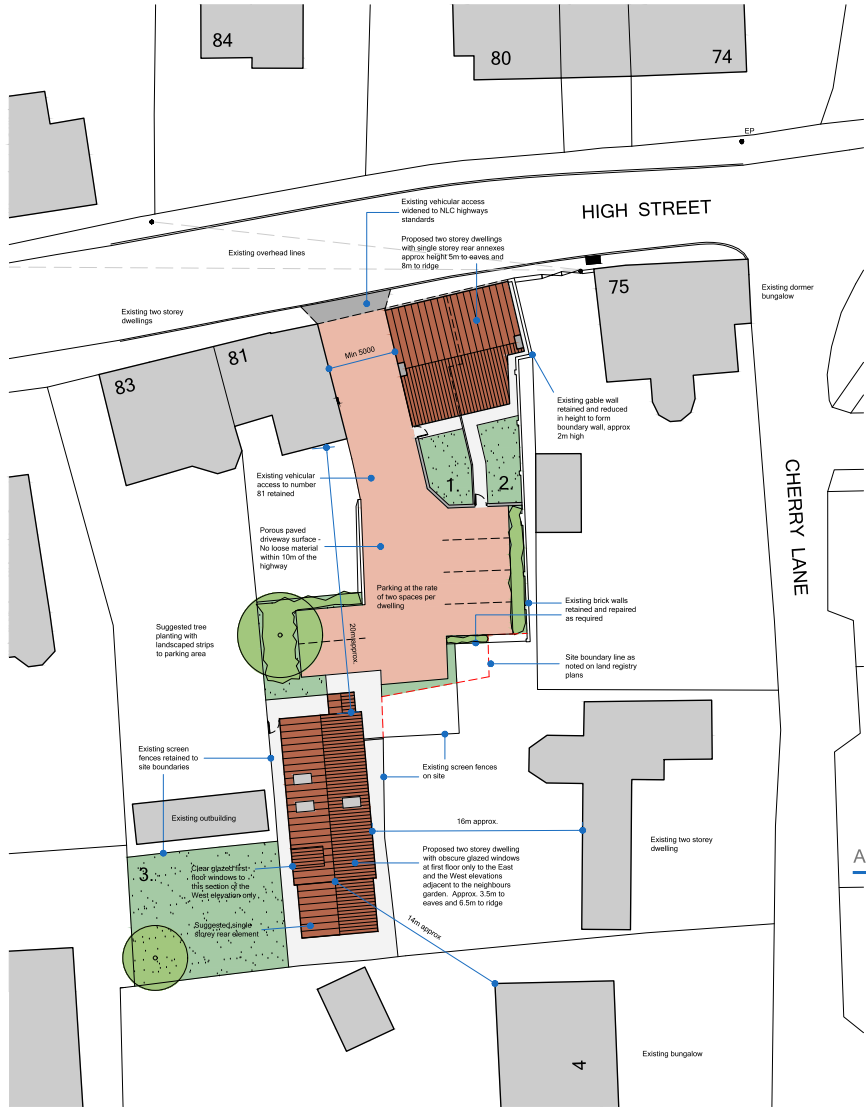 84
80
74
EP
HIGH STREET
Existing vehicular access
widened to NLC highways
standards
Proposed two storey dwellings
with single storey rear annexes
approx height 5m to eaves and
8m to ridge
Existing overhead lines
75
Existing dormer
bungalow
Existing two storey
dwellings
Min 5000
81
83
Existing gable wall
retained and reduced
in height to form
boundary wall, approx
2m high
CHERRY LANE
Existing vehicular
access to number
81 retained
1.
2.
Porous paved
driveway surface -
No loose material
within 10m of the
highway
Parking at the rate
of two spaces per
dwelling
Existing brick walls
retained and repaired
as required
Suggested tree
planting with
landscaped strips
to parking area
20m approx.
Site boundary line as
noted on land registry
plans
Existing screen
fences retained to
site boundaries
Existing screen fences
on site
Existing outbuilding
16m approx.
Existing two storey
dwelling
Proposed two storey dwelling
with obscure glazed windows
at first floor only to the East
and the West elevations
adjacent to the neighbours
garden. Approx. 3.5m to
eaves and 6.5m to ridge
A
3.
Clear glazed first
floor windows to
this section of the
West elevation only
Suggested single
storey rear element
14m approx
4
Existing bungalow